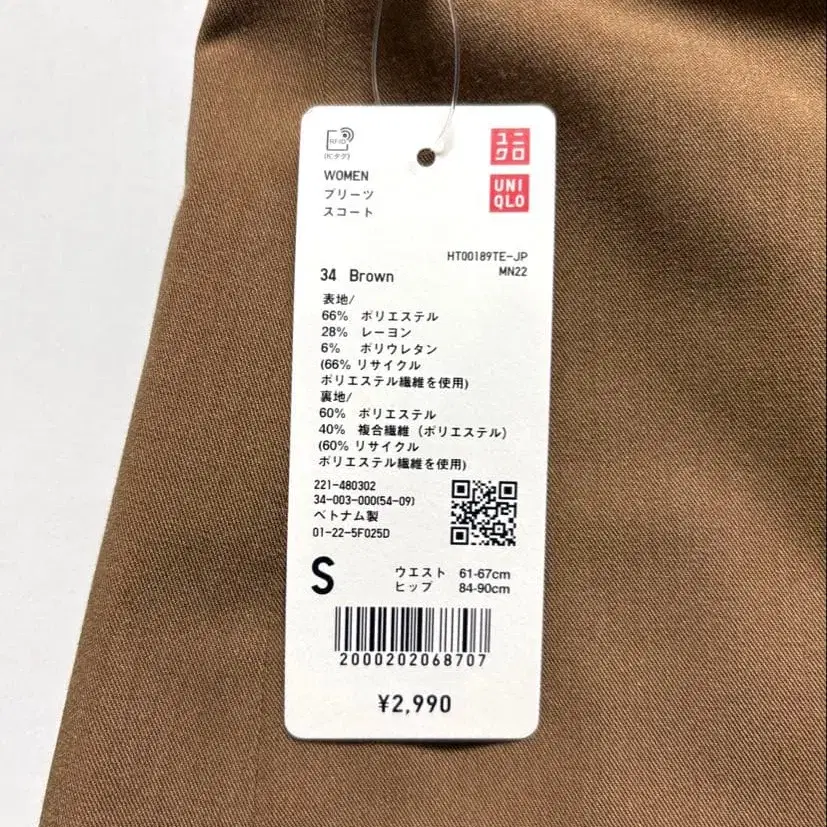 RFID
(ICタグ)
ユニ
クロ
UNI
QLO
WOMEN
プリーツ
スコート
HT00189TE-JP
MN22
34 Brown
表地/
66% ポリエステル
28% レーヨン
6% ポリウレタン
(66% リサイクル
ポリエステル繊維を使用)
裏地/
60% ポリエステル
40% 複合繊維（ポリエステル）
(60% リサイクル
ポリエステル繊維を使用)
221-480302
34-003-000(54-09)
ベトナム製
01-22-5F025D
S
ウエスト 61-67cm
ヒップ 84-90cm
2000202068707
¥2,990